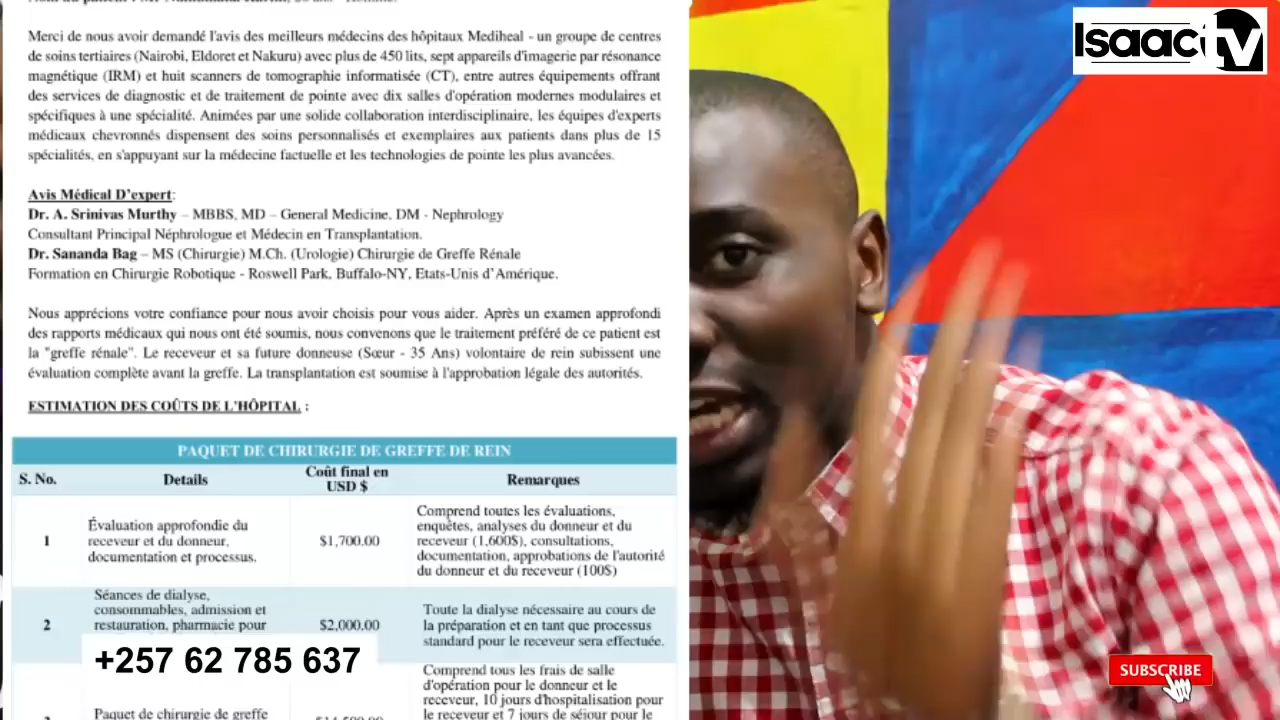 Merci de nous avoir demandé l'avis des meilleurs médecins des hôpitaux Mediheal - un groupe de centres
de soins tertiaires (Nairobi, Eldoret et Nakuru) avec plus de 450 lits, sept appareils d'imagerie par résonance
magnétique (IRM) et huit scanners de tomographie informatisée (CT), entre autres équipements offrant
des services de diagnostic et de traitement de pointe avec dix salles d'opération modernes modulaires et
spécifiques à une spécialité. Animées par une solide collaboration interdisciplinaire, les équipes d'experts
médicaux chevronnés dispensent des soins personnalisés et exemplaires aux patients dans plus de 15
spécialités, en s'appuyant sur la médecine factuelle et les technologies de pointe les plus avancées.
Avis Médical D'expert:
Dr. A. Srinivas Murthy – MBBS, MD – General Medicine, DM - Nephrology
Consultant Principal Néphrologue et Médecin en Transplantation.
Dr. Sananda Bag – MS (Chirurgie) M.Ch. (Urologie) Chirurgie de Greffe Rénale
Formation en Chirurgie Robotique - Roswell Park, Buffalo-NY, Etats-Unis d'Amérique.
Nous apprécions votre confiance pour nous avoir choisis pour vous aider. Après un examen approfondi
des rapports médicaux qui nous ont été soumis, nous convenons que le traitement préféré de ce patient est
la "greffe rénale". Le receveur et sa future donneuse (Sœur - 35 Ans) volontaire de rein subissent une
évaluation complète avant la greffe. La transplantation est soumise à l'approbation légale des autorités.
ESTIMATION DES COÛTS DE L'HÔPITAL :
PAQUET DE CHIRURGIE DE GREFFE DE REIN
S. No.
Details
Coût final en
USD $
Remarques
1
Évaluation approfondie du
receveur et du donneur,
documentation et processus.
$1,700.00
Comprend toutes les évaluations,
enquêtes, analyses du donneur et du
receveur (1,600$), consultations,
documentation, approbations de l'autorité
du donneur et du receveur (100$)
2
Séances de dialyse,
consommables, admission et
restauration, pharmacie pour
$2,000.00
Toute la dialyse nécessaire au cours de
la préparation et en tant que processus
standard pour le receveur sera effectuée.
Paquet de chirurgie de greffe
Comprend tous les frais de salle
d'opération pour le donneur et le
receveur, 10 jours d'hospitalisation pour
le receveur et 7 jours de séjour pour le
+257 62 785 637
Isaac TV
SUBSCRIBE